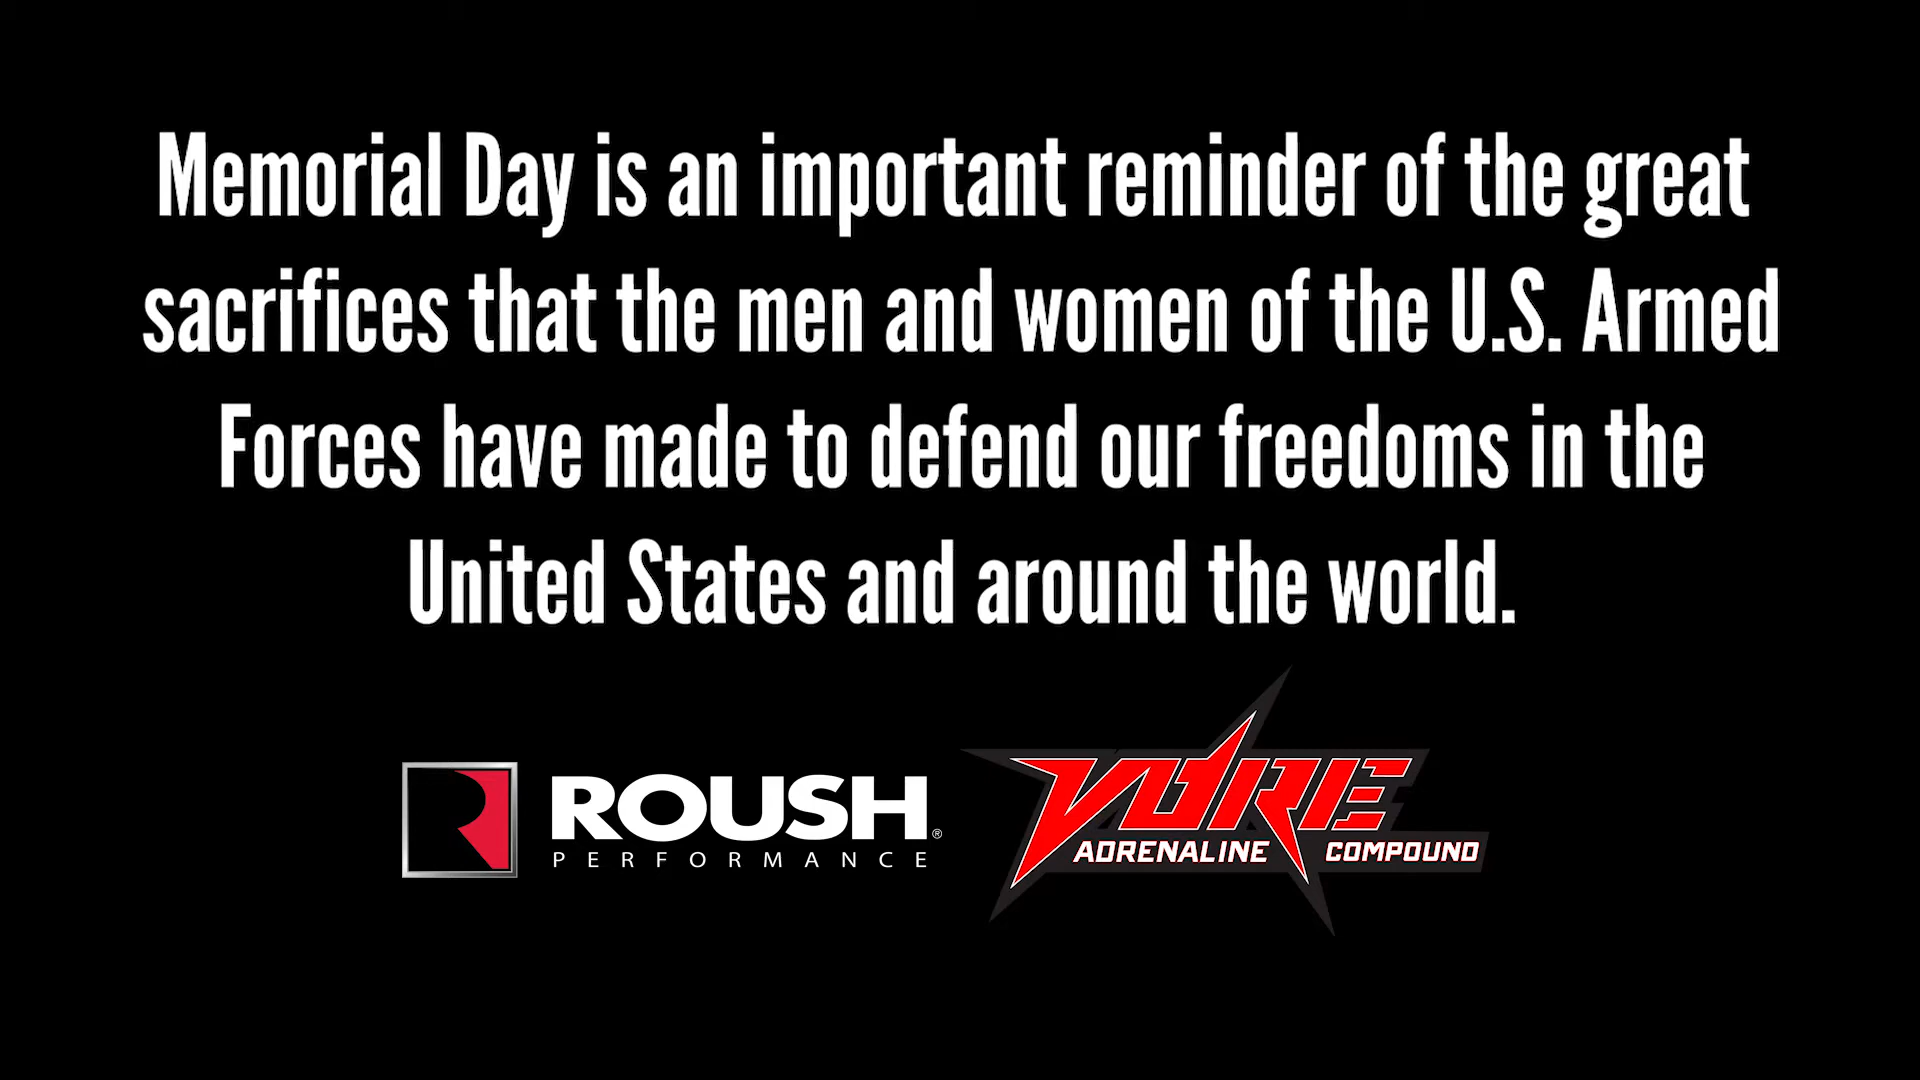 Memorial Day is an important reminder of the great
sacrifices that the men and women of the U.S. Armed
Forces have made to defend our freedoms in the
United States and around the world.
ROUSH®
PERFORMANCE
VORE
ADRENALINE COMPOUND